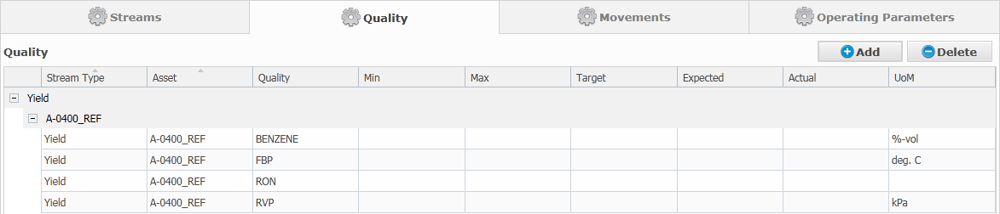 Streams Quality Movements Operating Parameters
Quality Add Delete
Stream Type Asset Quality Min Max Target Expected Actual UoM
Yield
A-0400_REF
Yield A-0400_REF BENZENE %-vol
Yield A-0400_REF FBP deg. C
Yield A-0400_REF RON
Yield A-0400_REF RVP kPa